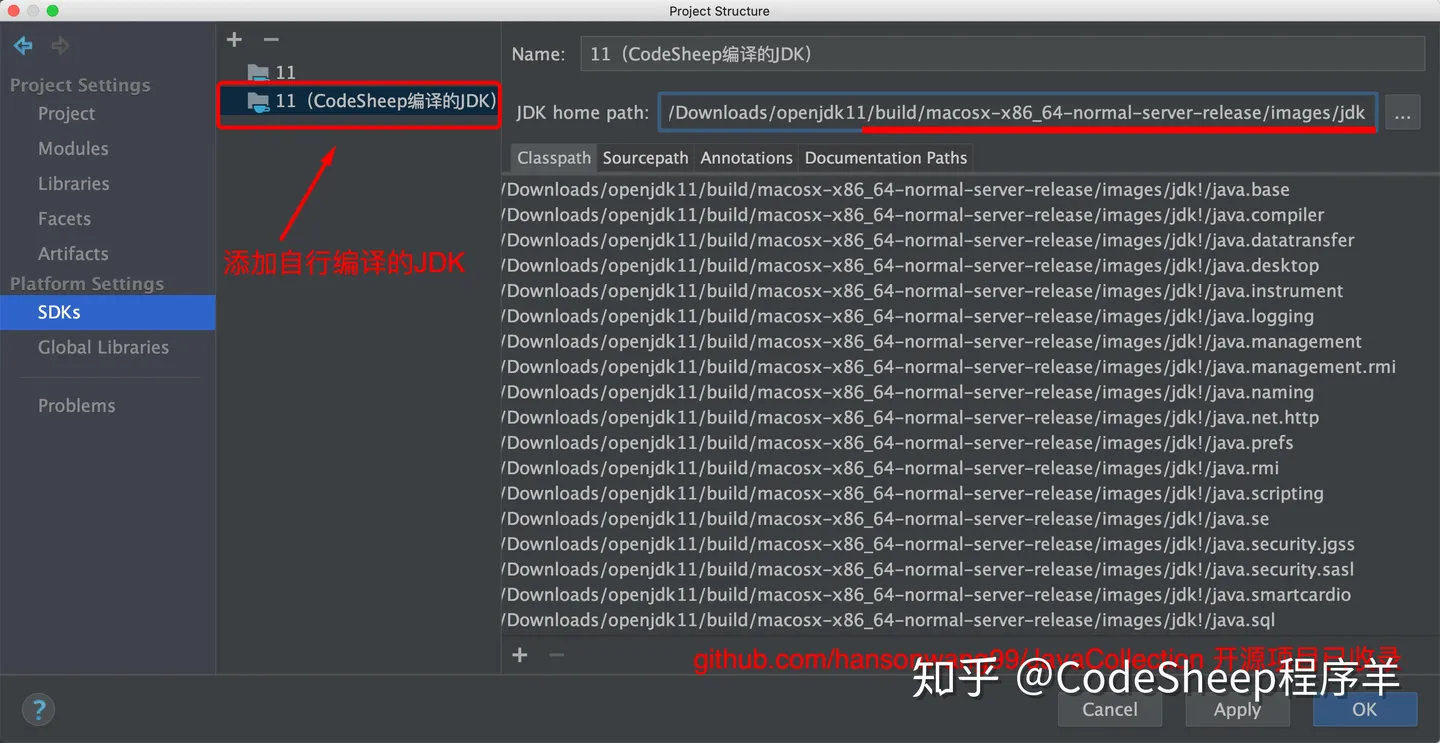 Project Structure
Project Settings
Project
Modules
Libraries
Facets
Artifacts
Platform Settings
SDKs
Global Libraries
Problems
11
11（CodeSheep编译的JDK）
添加自行编译的JDK
Name:
11（CodeSheep编译的JDK）
JDK home path:
/Downloads/openjdk11/build/macosx-x86_64-normal-server-release/images/jdk
...
Classpath
Sourcepath
Annotations
Documentation Paths
/Downloads/openjdk11/build/macosx-x86_64-normal-server-release/images/jdk!/java.base
/Downloads/openjdk11/build/macosx-x86_64-normal-server-release/images/jdk!/java.compiler
/Downloads/openjdk11/build/macosx-x86_64-normal-server-release/images/jdk!/java.datatransfer
/Downloads/openjdk11/build/macosx-x86_64-normal-server-release/images/jdk!/java.desktop
/Downloads/openjdk11/build/macosx-x86_64-normal-server-release/images/jdk!/java.instrument
/Downloads/openjdk11/build/macosx-x86_64-normal-server-release/images/jdk!/java.logging
/Downloads/openjdk11/build/macosx-x86_64-normal-server-release/images/jdk!/java.management
/Downloads/openjdk11/build/macosx-x86_64-normal-server-release/images/jdk!/java.management.rmi
/Downloads/openjdk11/build/macosx-x86_64-normal-server-release/images/jdk!/java.naming
/Downloads/openjdk11/build/macosx-x86_64-normal-server-release/images/jdk!/java.net.http
/Downloads/openjdk11/build/macosx-x86_64-normal-server-release/images/jdk!/java.prefs
/Downloads/openjdk11/build/macosx-x86_64-normal-server-release/images/jdk!/java.rmi
/Downloads/openjdk11/build/macosx-x86_64-normal-server-release/images/jdk!/java.scripting
/Downloads/openjdk11/build/macosx-x86_64-normal-server-release/images/jdk!/java.se
/Downloads/openjdk11/build/macosx-x86_64-normal-server-release/images/jdk!/java.security.jgss
/Downloads/openjdk11/build/macosx-x86_64-normal-server-release/images/jdk!/java.security.sasl
/Downloads/openjdk11/build/macosx-x86_64-normal-server-release/images/jdk!/java.smartcardio
/Downloads/openjdk11/build/macosx-x86_64-normal-server-release/images/jdk!/java.sql
github.com/hansonwang99/JavaCollection 开源项目已收录
知乎 @CodeSheep程序羊
?
Cancel
Apply
OK